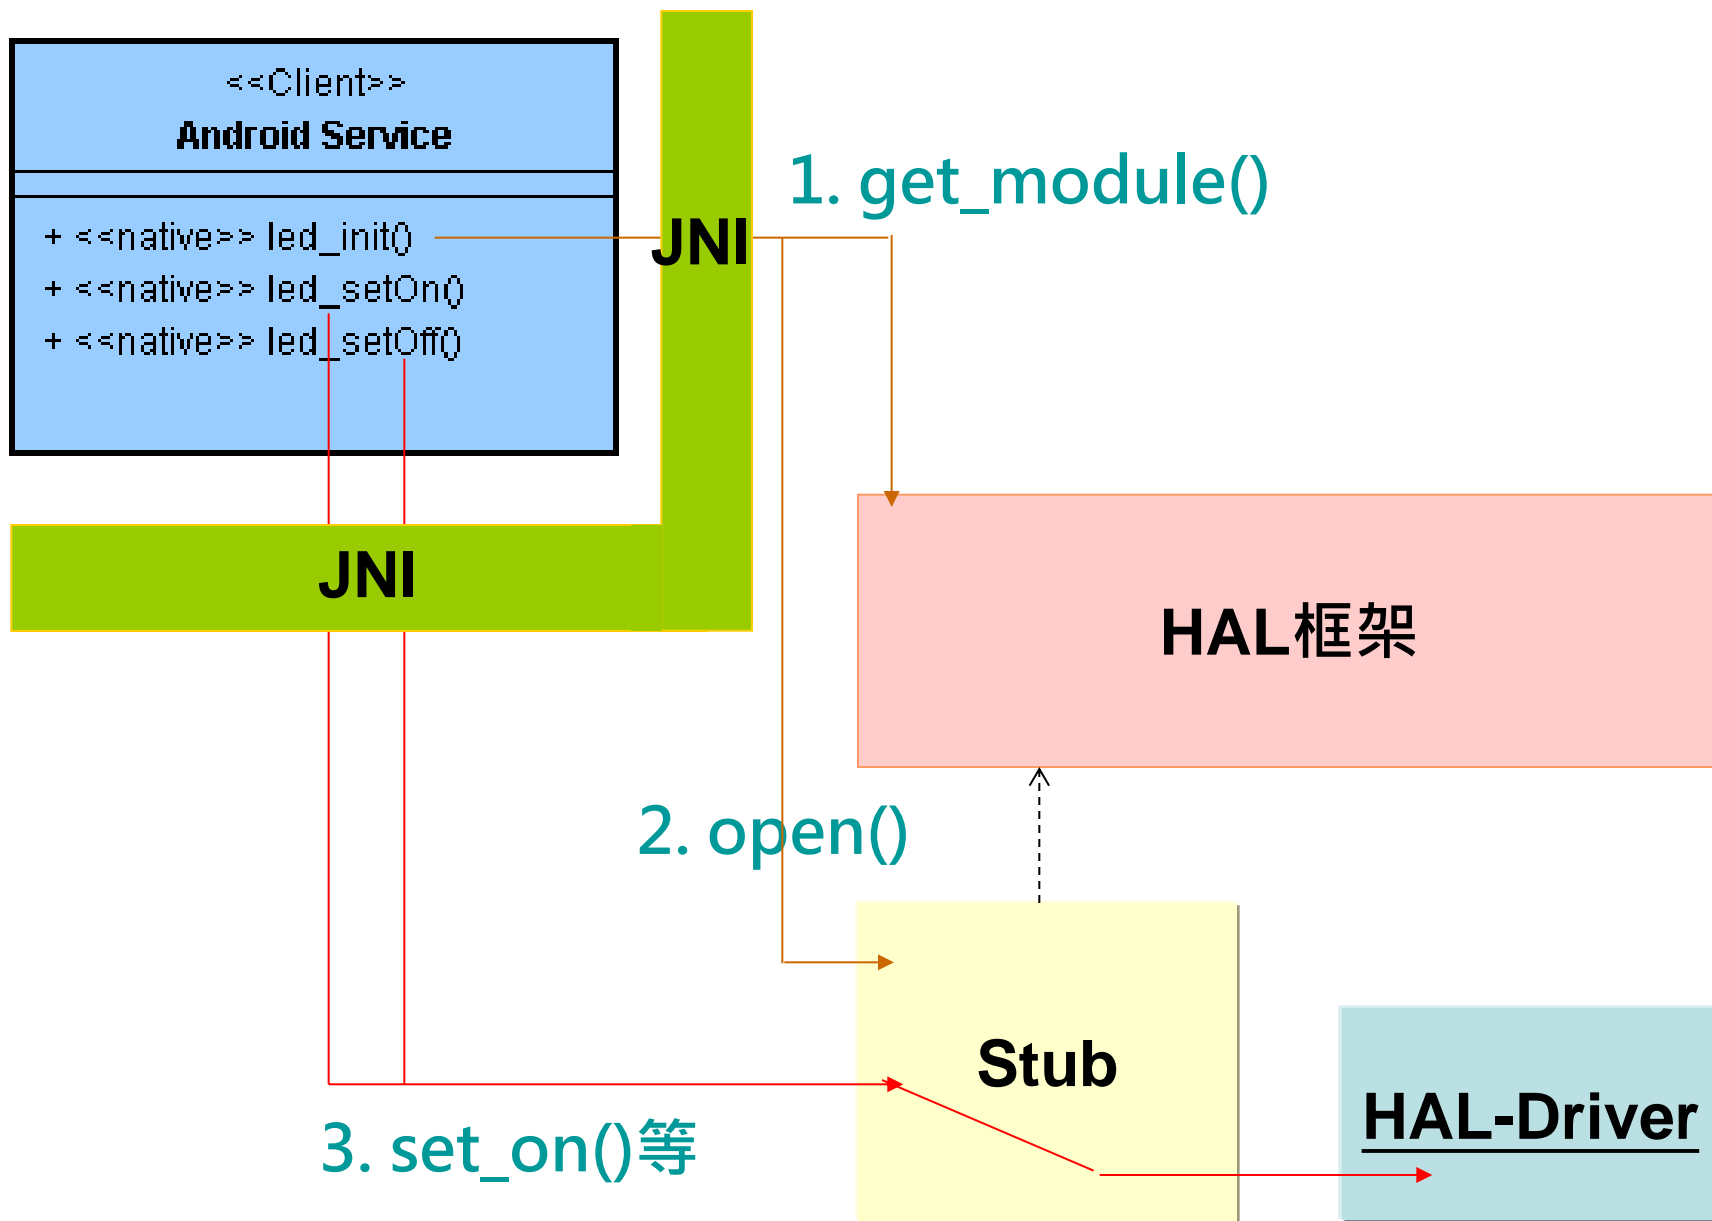 <<Client>>
Android Service
+ <<native>> led_init()
+ <<native>> led_setOn()
+ <<native>> led_setOff()
JNI
1. get_module()
JNI
HAL框架
2. open()
Stub
HAL-Driver
3. set_on()等